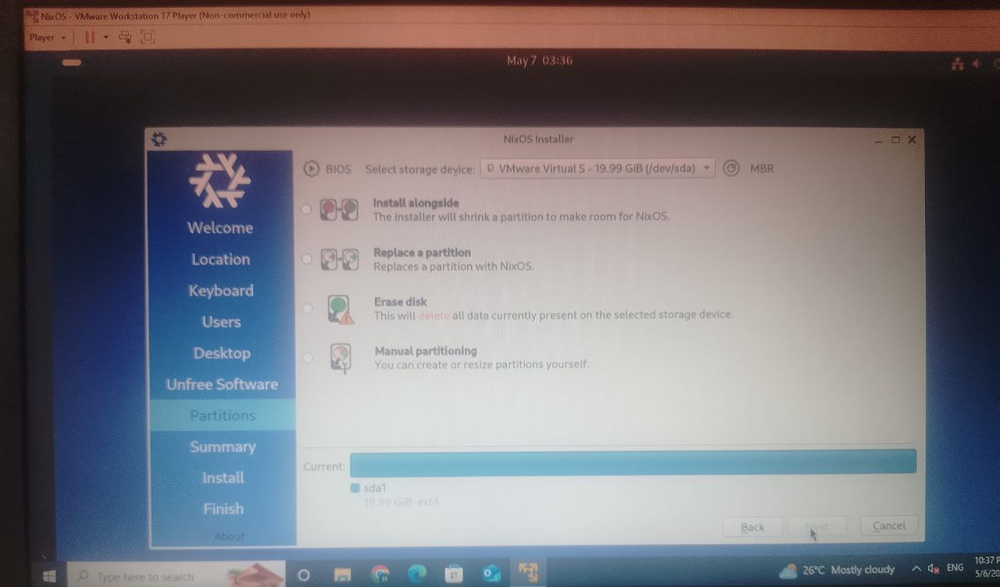 NixOS - VMware Workstation 17 Player (Non-commercial use only)
Player
May 7 03:36
NixOS Installer
BIOS Select storage device: VMware Virtual S - 19.99 GiB (/dev/sda) MBR
Welcome
Location
Keyboard
Users
Desktop
Unfree Software
Partitions
Summary
Install
Finish
About
Install alongside
The installer will shrink a partition to make room for NixOS.
Replace a partition
Replaces a partition with NixOS.
Erase disk
This will delete all data currently present on the selected storage device.
Manual partitioning
You can create or resize partitions yourself.
Current:
sda1
19.99 GiB ext4
Back Next Cancel
Type here to search
26°C Mostly cloudy
ENG
10:37 P
5/6/20